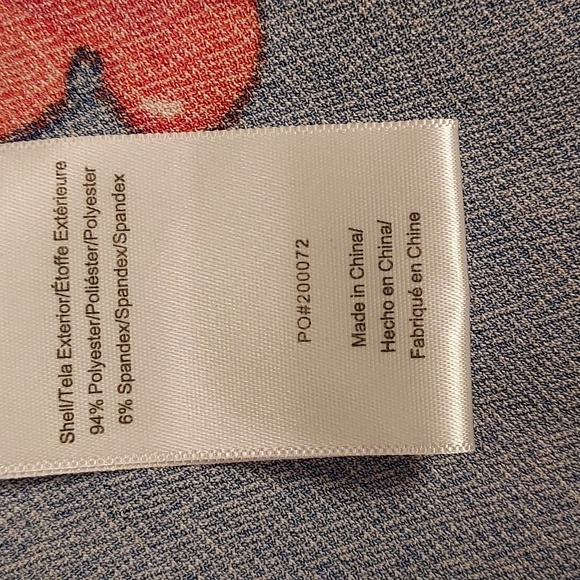 Shell/Tela Exterior/Étoffe Extérieure
94% Polyester/Poliéster/Polyester
6% Spandex/Spandex/Spandex
PO#200072
Made in China/
Hecho en China/
Fabriqué en Chine